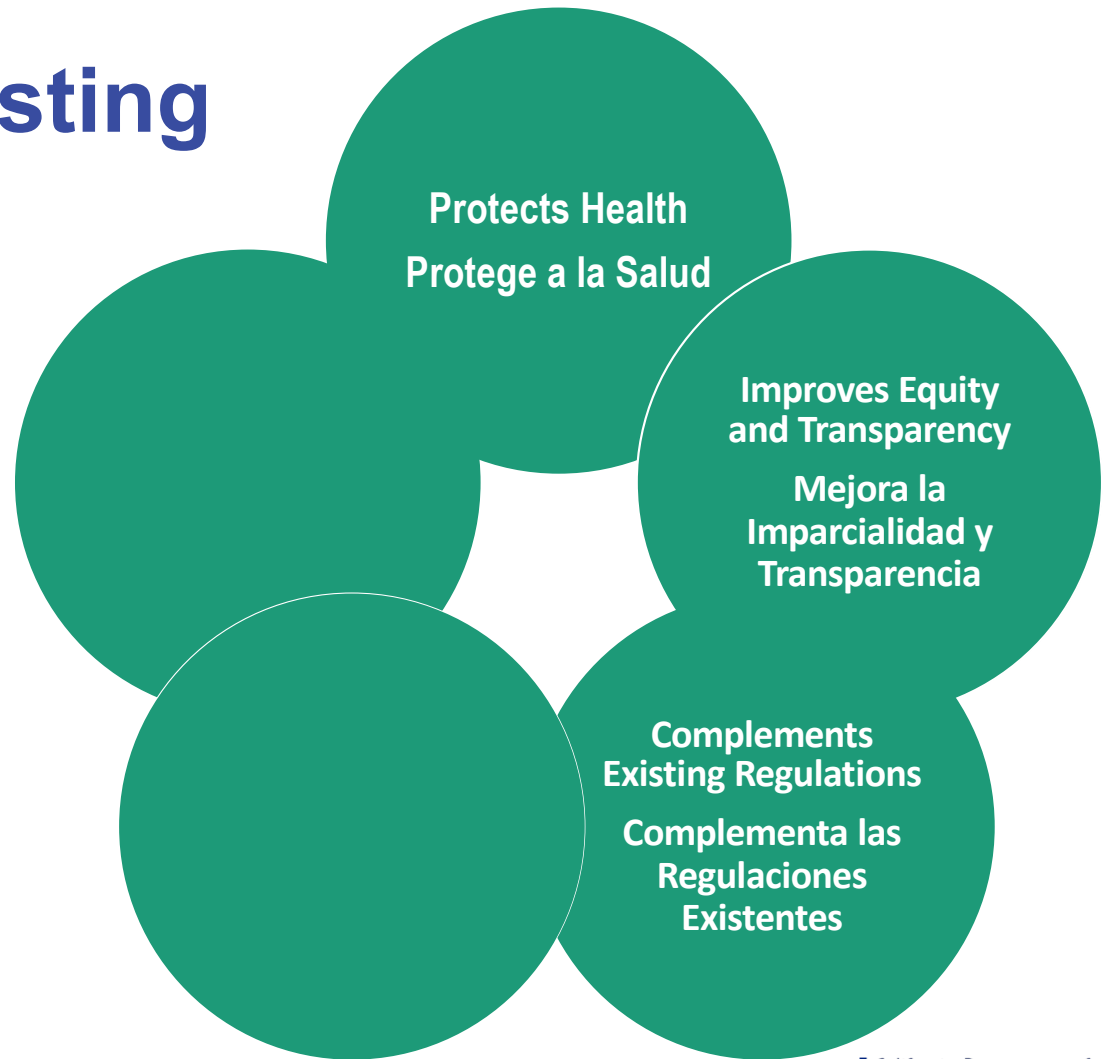 sting
Protects Health
Protege a la Salud
Improves Equity
and Transparency
Mejora la
Imparcialidad y
Transparencia
Complements
Existing Regulations
Complementa las
Regulaciones
Existentes